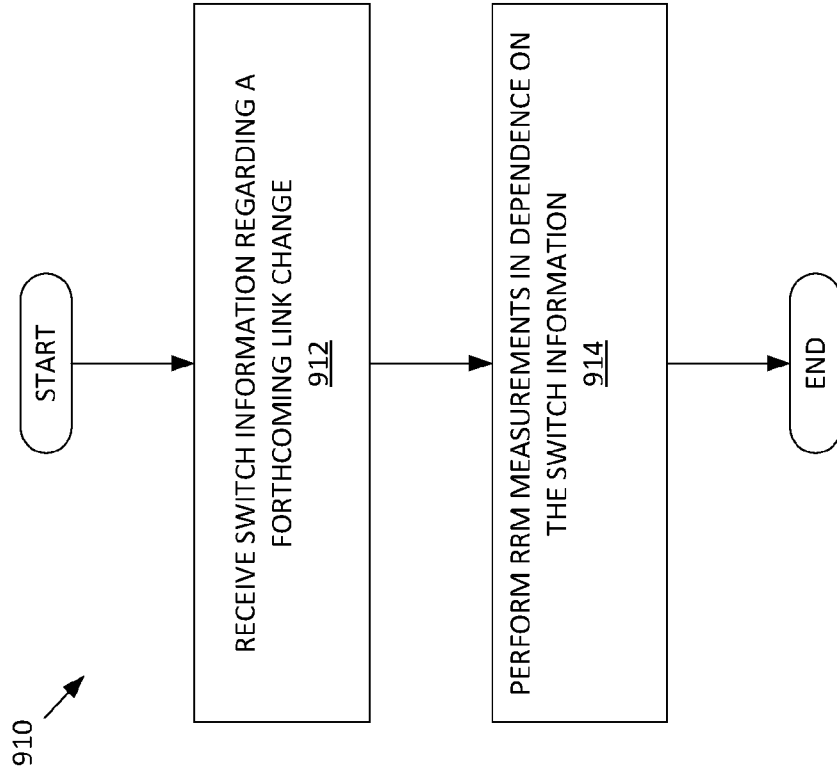 910
START
RECEIVE SWITCH INFORMATION REGARDING A
FORTHCOMING LINK CHANGE
912
PERFORM RRM MEASUREMENTS IN DEPENDENCE ON
THE SWITCH INFORMATION
914
END